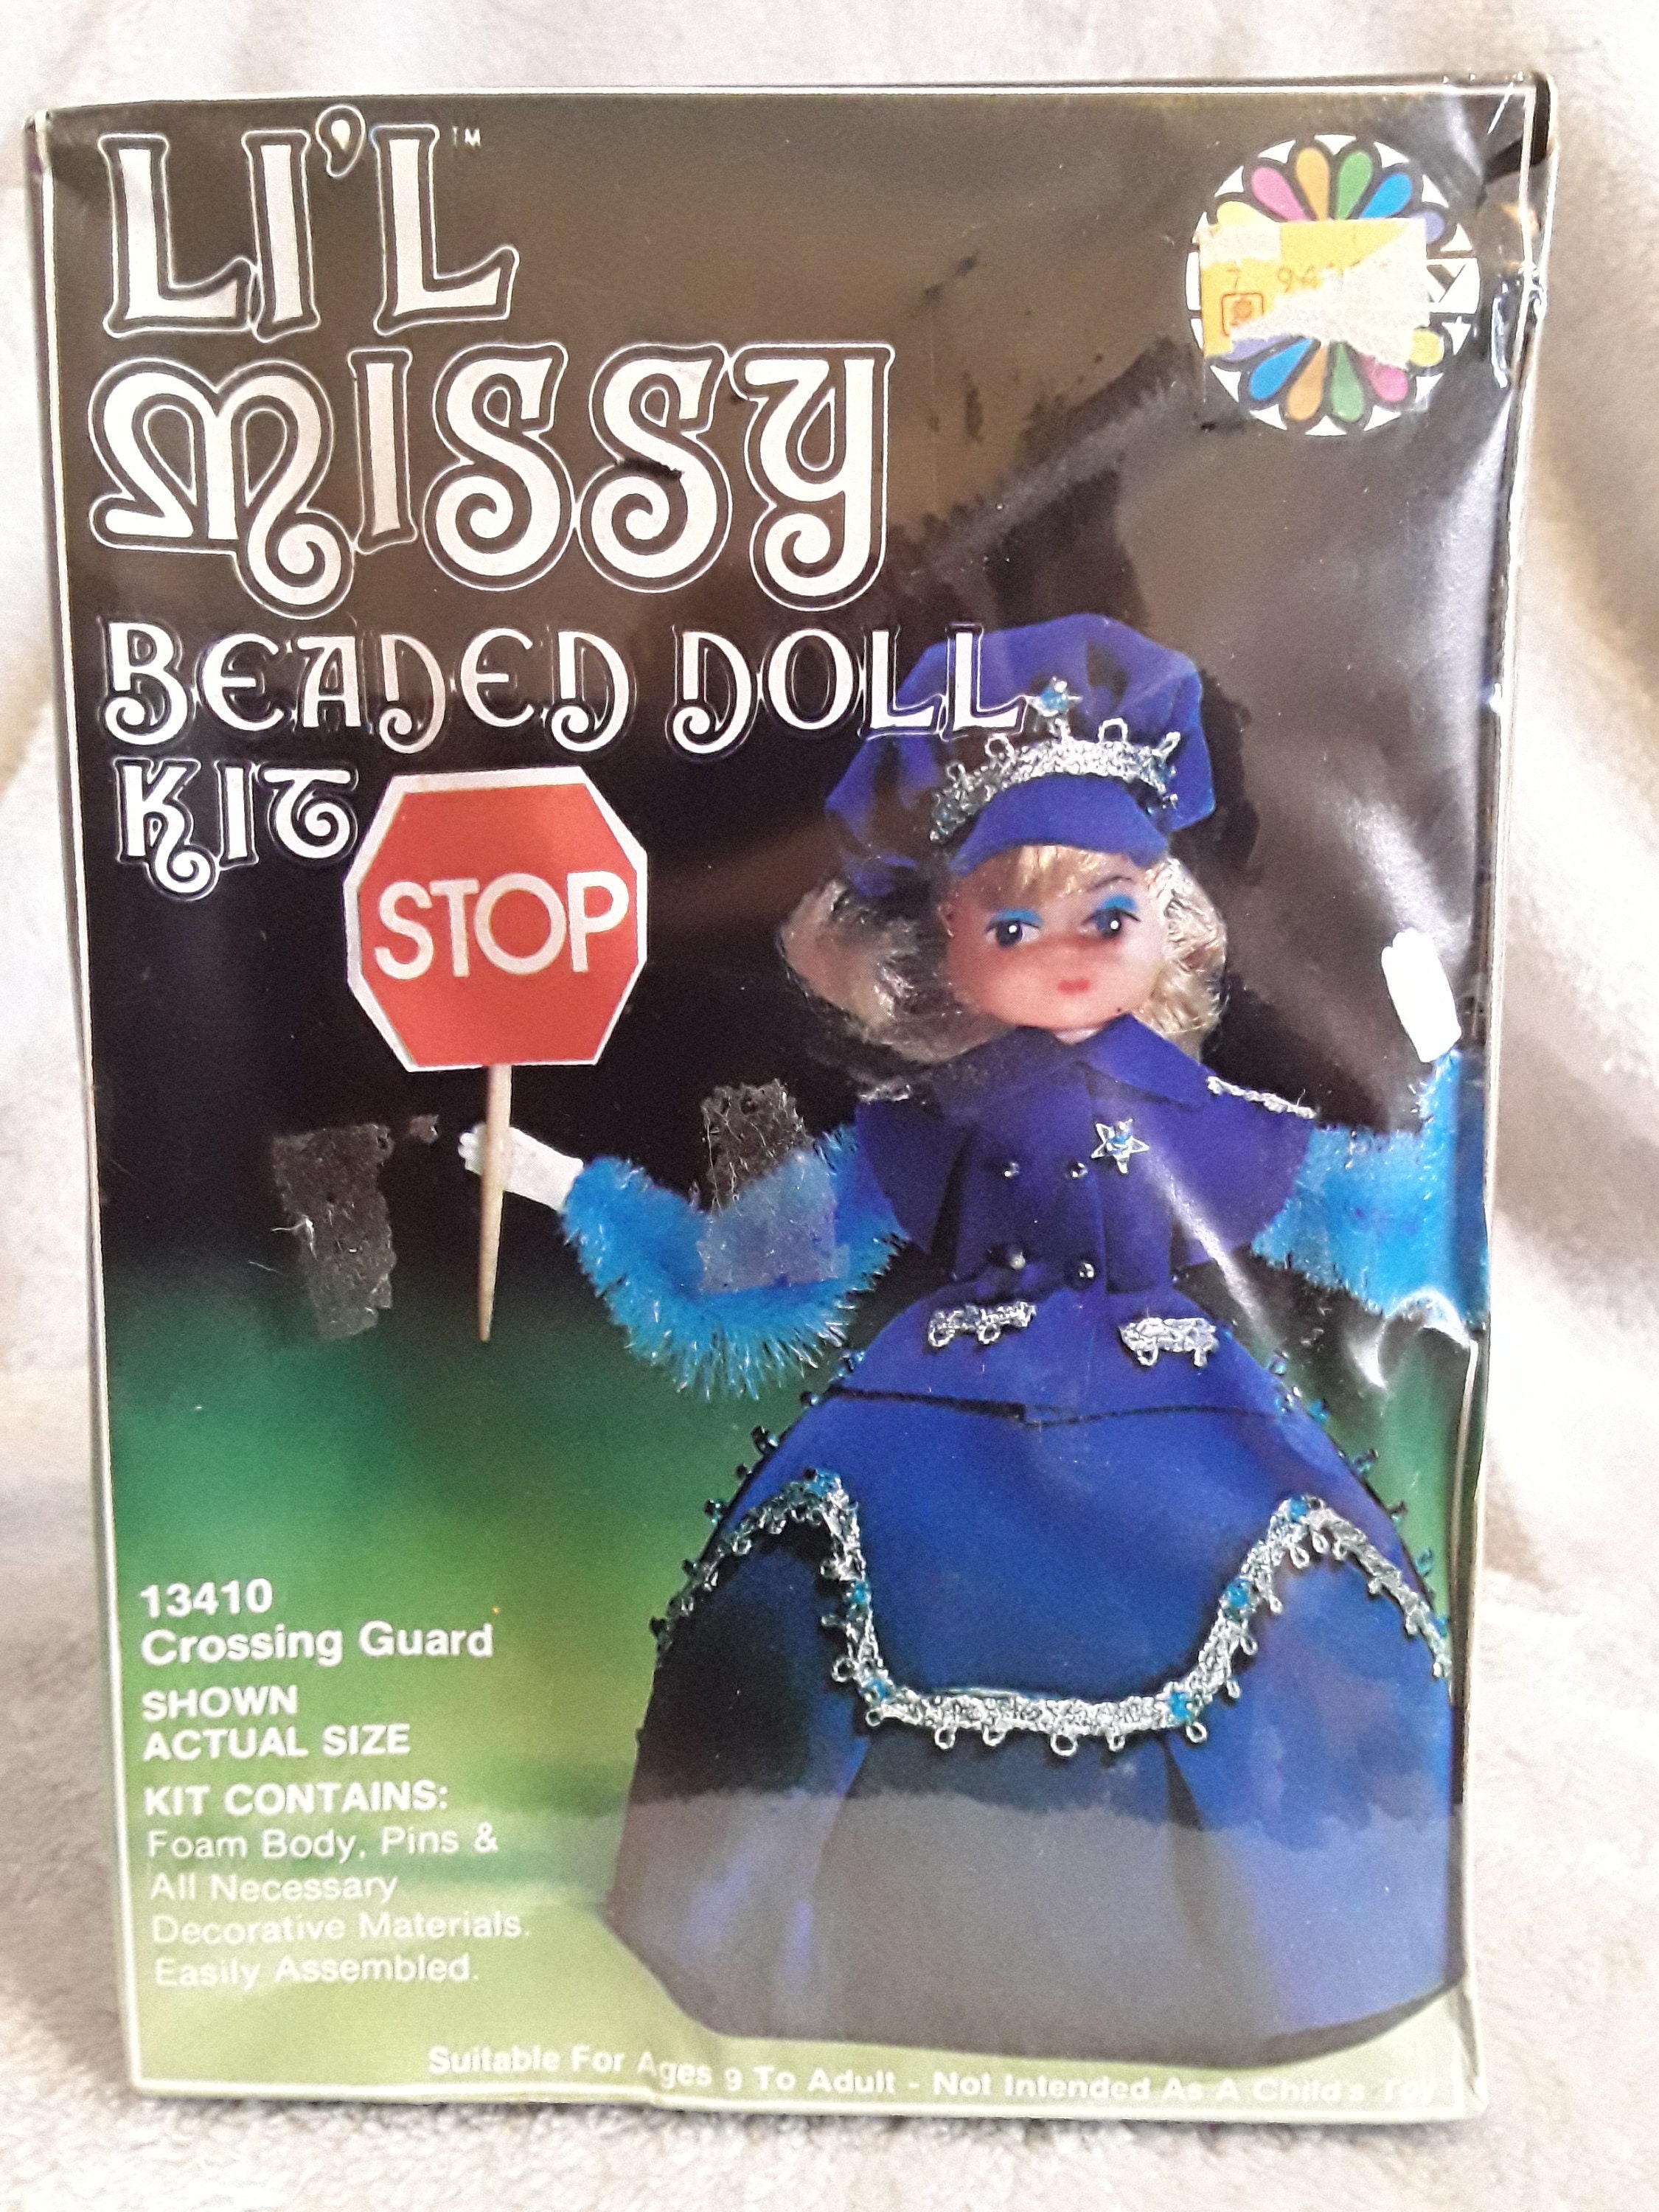 LI'L™
MISSY
BEADED DOLL
KIT
STOP
13410
Crossing Guard
SHOWN
ACTUAL SIZE
KIT CONTAINS:
Foam Body, Pins &
All Necessary
Decorative Materials.
Easily Assembled.
Suitable For Ages 9 To Adult - Not Intended As A Child's Toy